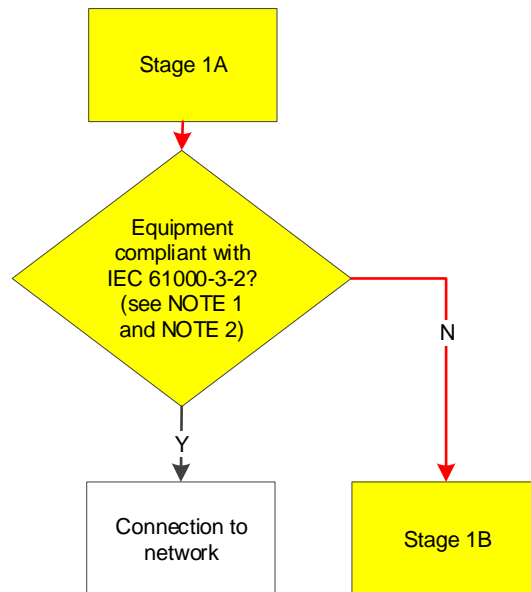 Stage 1A
Equipment
compliant with
IEC 61000-3-2?
(see NOTE 1
and NOTE 2)
N
Y
Connection to
network
Stage 1B